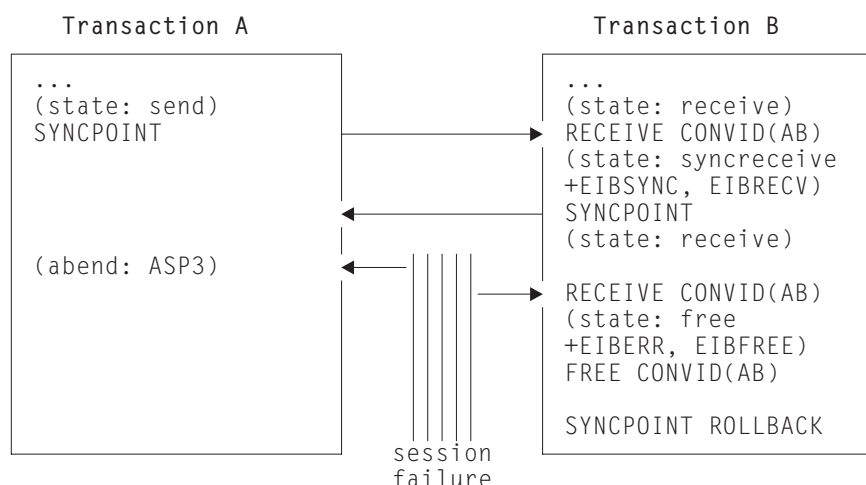 Transaction A
...
(state: send)
SYNCPOINT
(abend: ASP3)
Transaction B
...
(state: receive)
RECEIVE CONVID(AB)
(state: syncreceive
+EIBSYNC, EIBRECV)
SYNCPOINT
(state: receive)
RECEIVE CONVID(AB)
(state: free
+EIBERR, EIBFREE)
FREE CONVID(AB)
SYNCPOINT ROLLBACK
session
failure